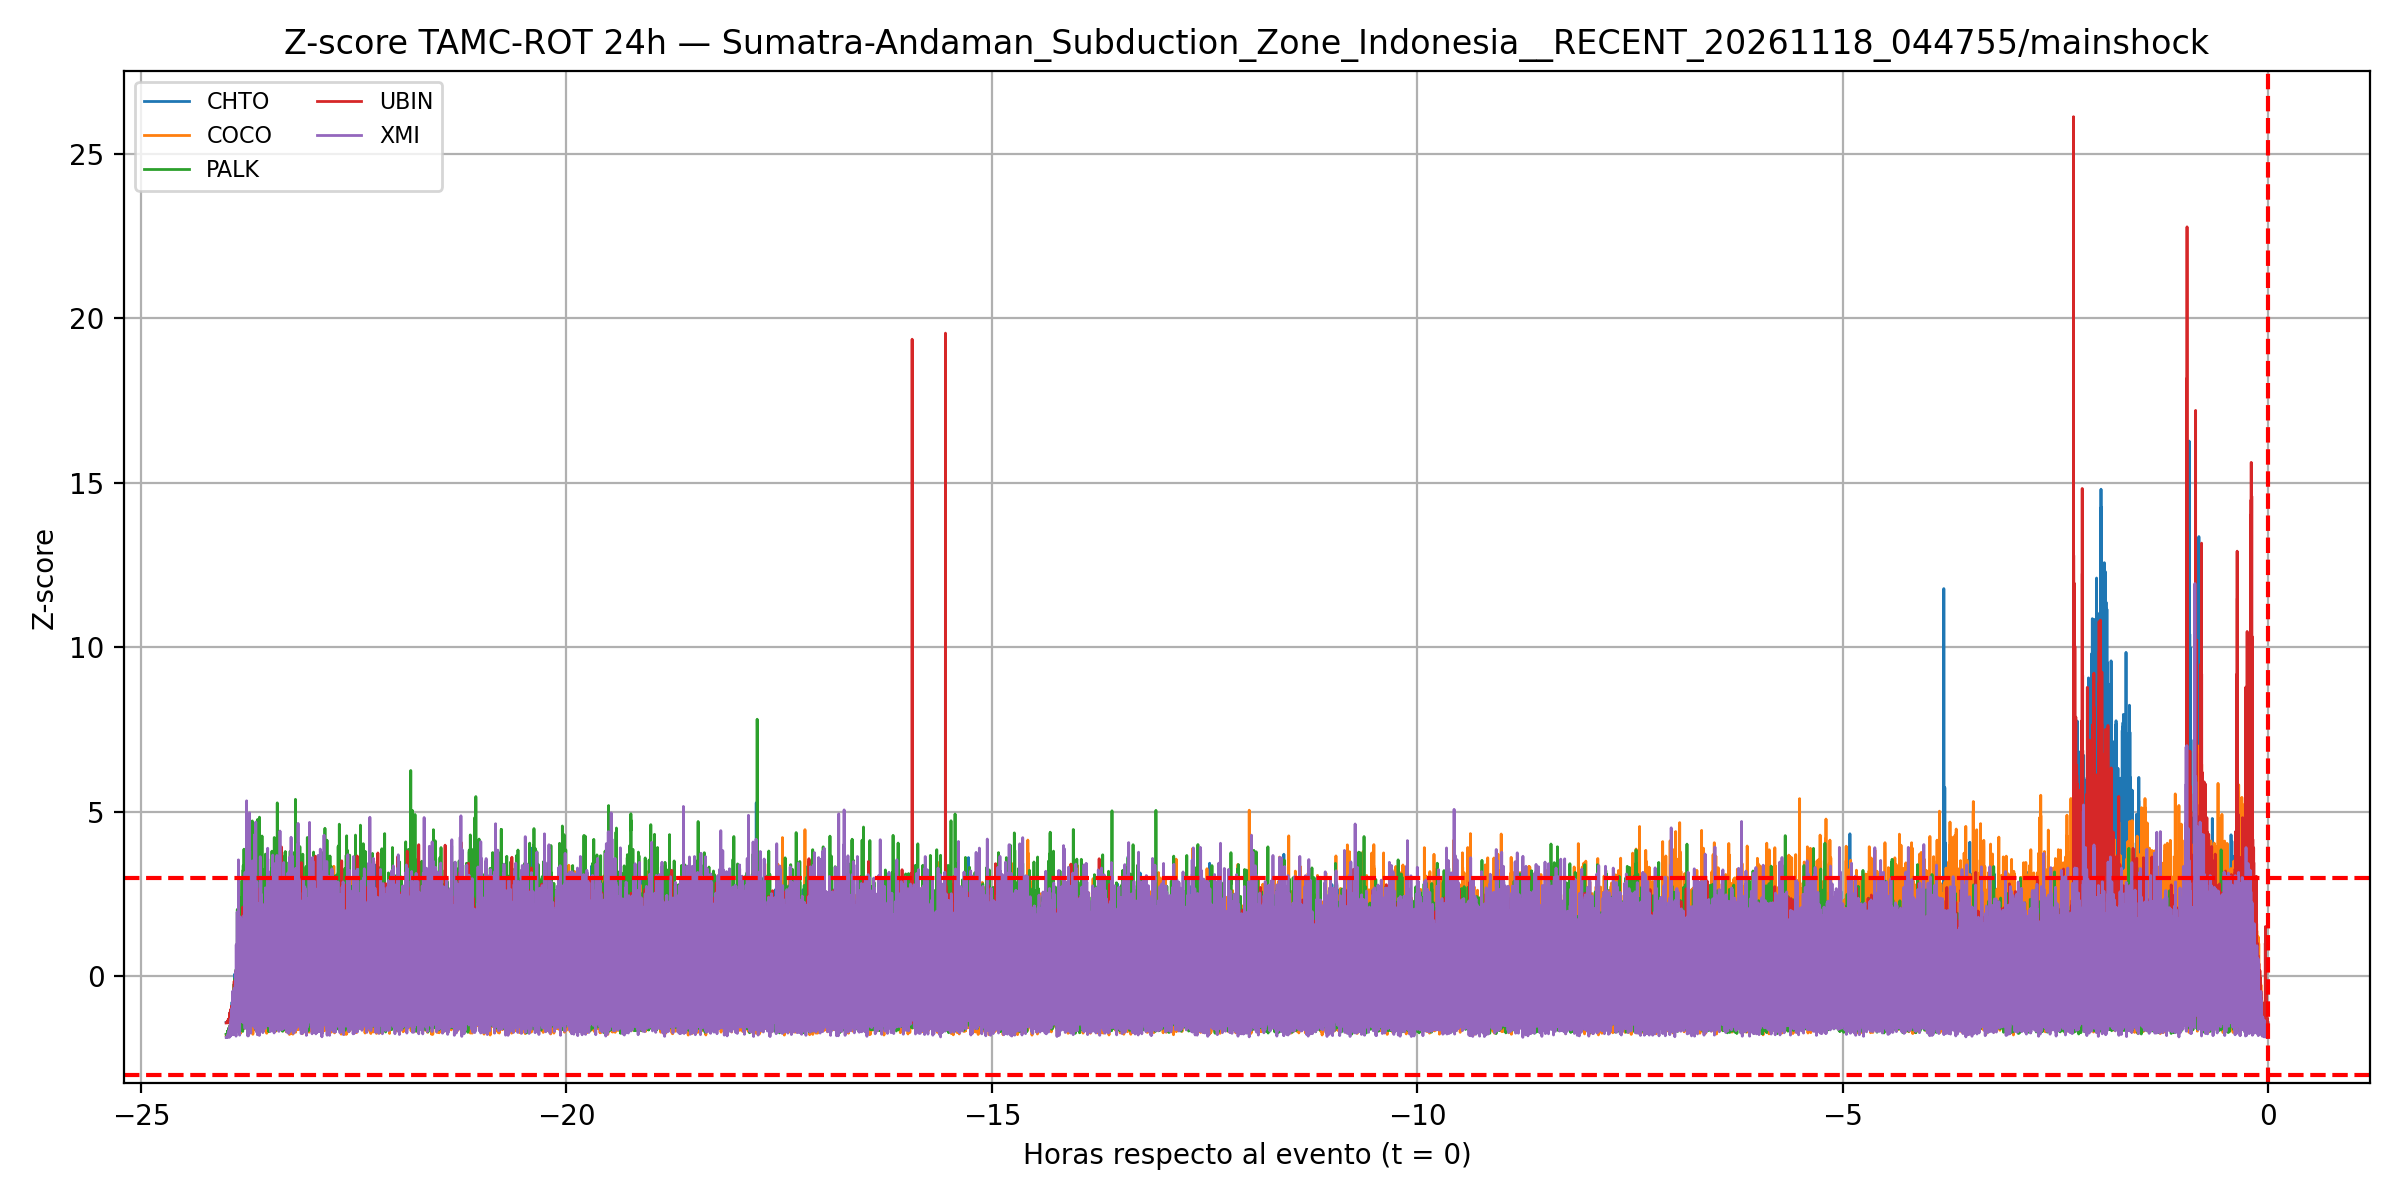 Z-score TAMC-ROT 24h — Sumatra-Andaman_Subduction_Zone_Indonesia__RECENT_20261118_044755/mainshock
CHTO
COCO
PALK
UBIN
XMI
Z-score
25
20
15
10
5
0
−25
−20
−15
−10
−5
0
Horas respecto al evento (t = 0)